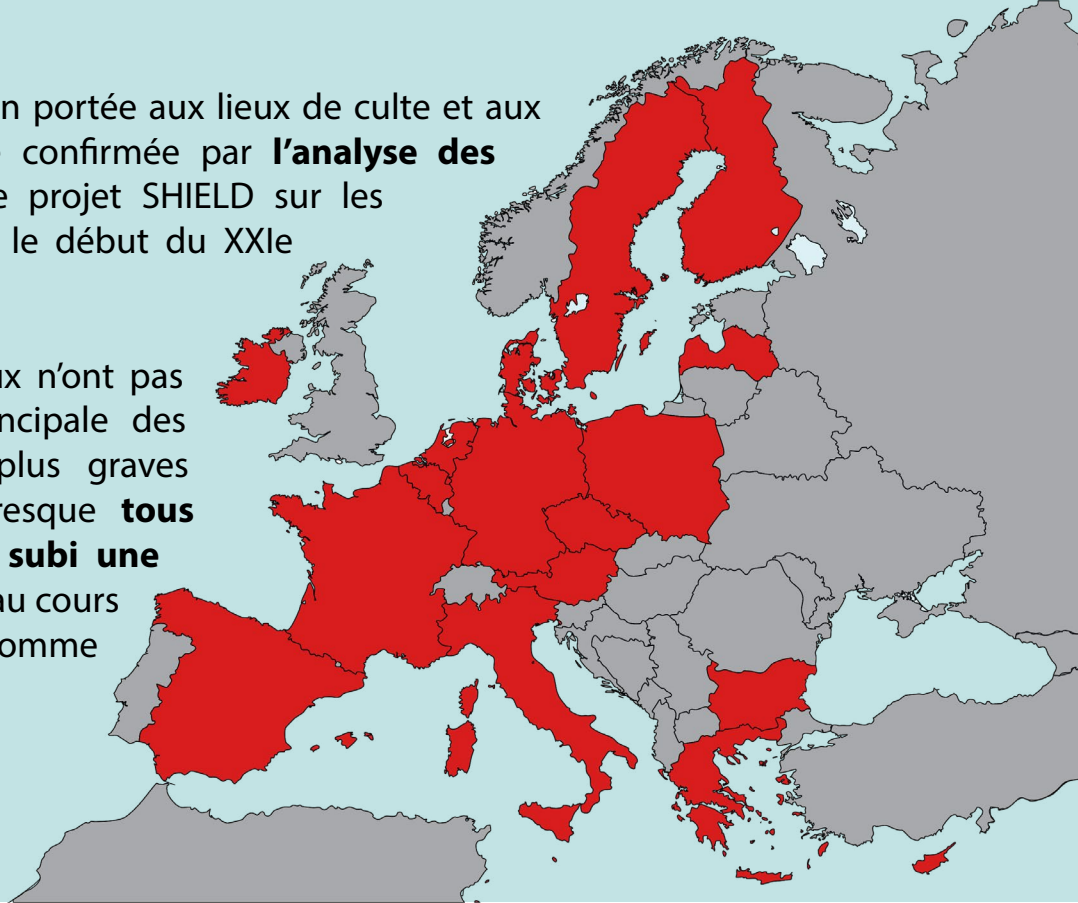 n portée aux lieux de culte et aux
confirmée par l'analyse des
e projet SHIELD sur les
le début du XXIe
ux n'ont pas
ncipale des
plus graves
resque tous
subi une
au cours
omme